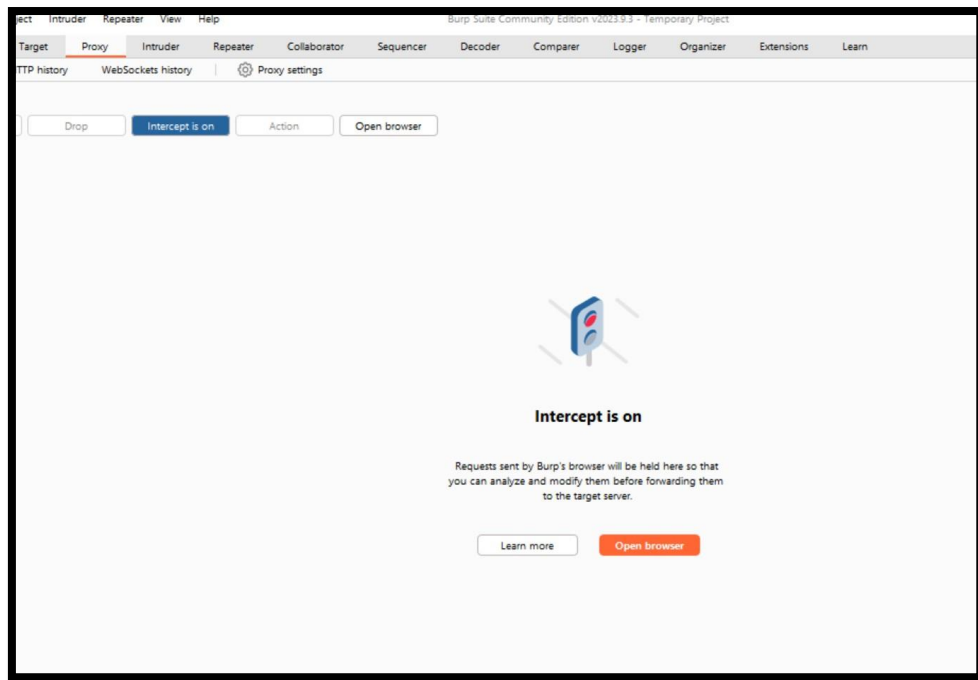 ject Intruder Repeater View Help Burp Suite Community Edition v2023.9.3 - Temporary Project
Target Proxy Intruder Repeater Collaborator Sequencer Decoder Comparer Logger Organizer Extensions Learn
TTP history WebSockets history Proxy settings
Drop Intercept is on Action Open browser
Intercept is on
Requests sent by Burp's browser will be held here so that
you can analyze and modify them before forwarding them
to the target server.
Learn more Open browser